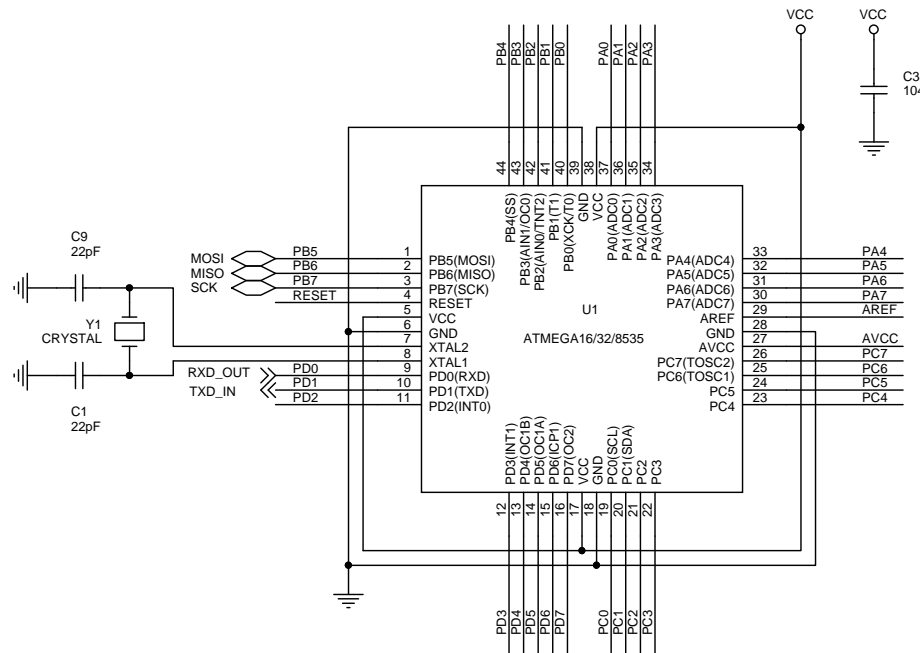 VCC
VCC
C3
104
PB4
PB3
PB2
PB1
PB0
PA0
PA1
PA2
PA3
44
43
42
41
40
39
38
37
36
35
34
PB4(SS)
PB3(AIN1/OC0)
PB2(AIN0/TNT2)
PB1(T1)
PB0(XCK/T0)
GND
VCC
PA0(ADC0)
PA1(ADC1)
PA2(ADC2)
PA3(ADC3)
C9
22pF
Y1
CRYSTAL
C1
22pF
MOSI PB5 1 PB5(MOSI)
MISO PB6 2 PB6(MISO)
SCK PB7 3 PB7(SCK)
RESET 4 RESET
5 VCC
6 GND
7 XTAL2
8 XTAL1
RXD_OUT PD0 9 PD0(RXD)
TXD_IN PD1 10 PD1(TXD)
PD2 11 PD2(INT0)
U1
ATMEGA16/32/8535
PA4(ADC4) 33 PA4
PA5(ADC5) 32 PA5
PA6(ADC6) 31 PA6
PA7(ADC7) 30 PA7
AREF 29 AREF
GND 28
AVCC 27 AVCC
PC7(TOSC2) 26 PC7
PC6(TOSC1) 25 PC6
PC5 24 PC5
PC4 23 PC4
PD3(INT1)
PD4(OC1B)
PD5(OC1A)
PD6(ICP1)
PD7(OC2)
VCC
GND
PC0(SCL)
PC1(SDA)
PC2
PC3
12
13
14
15
16
17
18
19
20
21
22
PD3
PD4
PD5
PD6
PD7
PC0
PC1
PC2
PC3